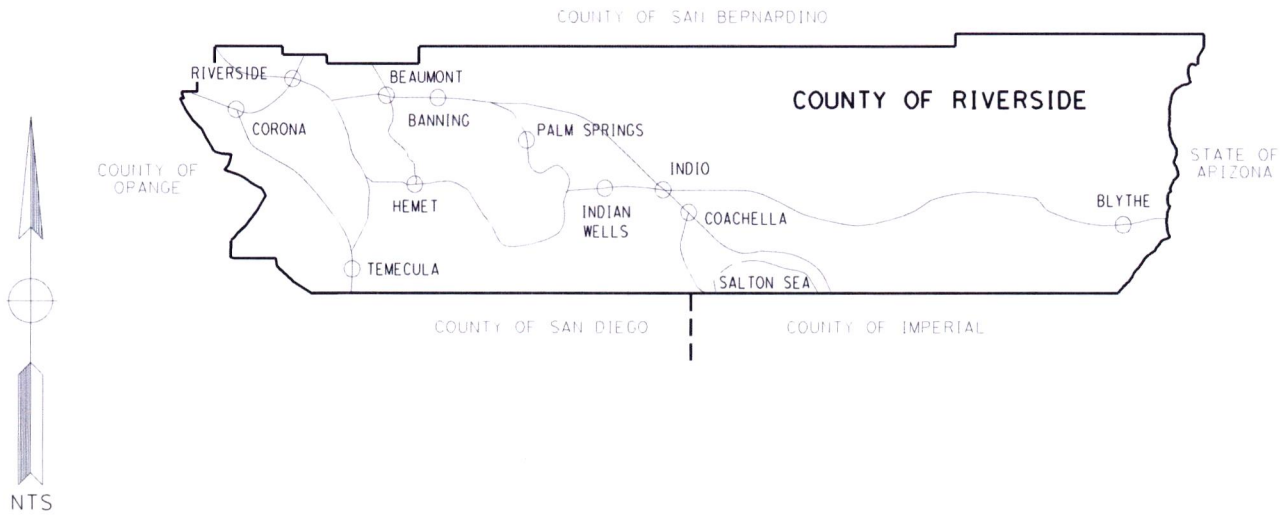 COUNTY OF SAN BERNARDINO
RIVERSIDE
BEAUMONT
COUNTY OF RIVERSIDE
BANNING
CORONA
PALM SPRINGS
COUNTY OF
ORANGE
STATE OF
ARIZONA
INDIO
HEMET
INDIAN
WELLS
COACHELLA
BLYTHE
TEMECULA
SALTON SEA
COUNTY OF SAN DIEGO
COUNTY OF IMPERIAL
NTS